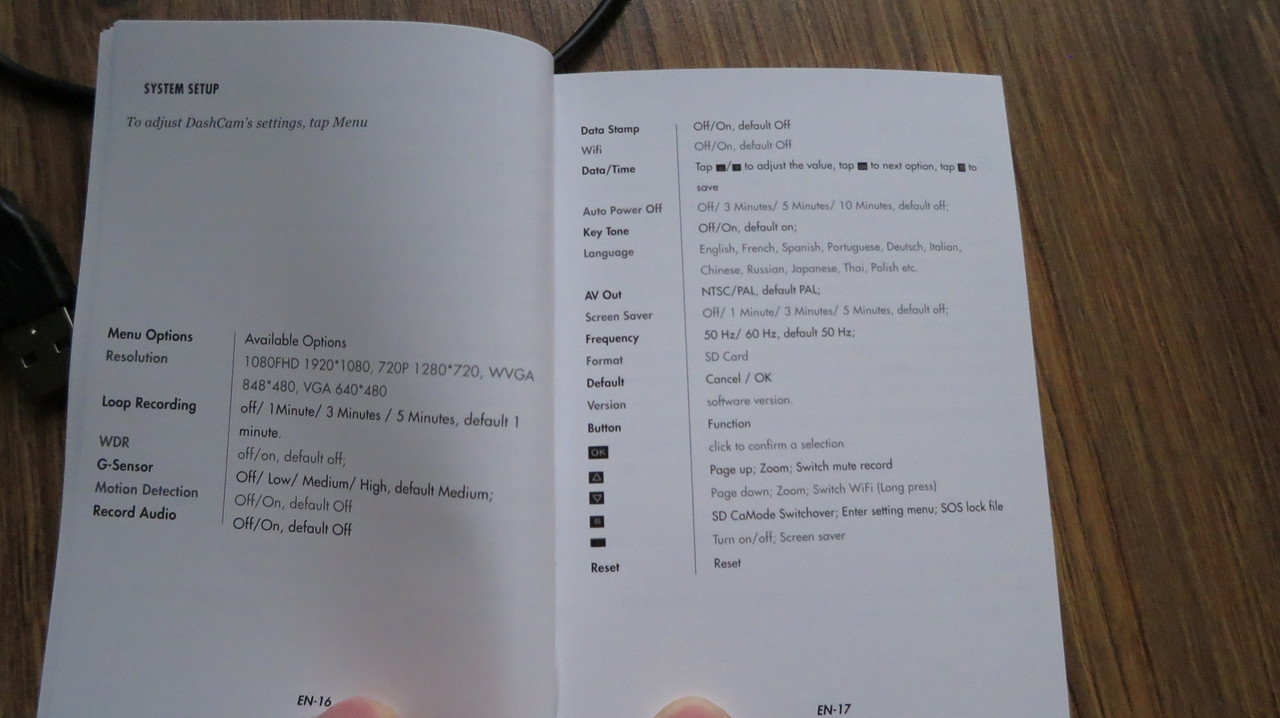 SYSTEM SETUP
To adjust DashCam's settings, tap Menu
Menu Options Available Options
Resolution 1080FHD 1920*1080, 720P 1280*720, WVGA
848*480, VGA 640*480
Loop Recording off/ 1Minute/ 3 Minutes / 5 Minutes, default 1
minute.
WDR off/on, default off;
G-Sensor Off/ Low/ Medium/ High, default Medium;
Motion Detection Off/On, default Off
Record Audio Off/On, default Off
EN-16
Data Stamp Off/On, default Off
Wifi Off/On, default Off
Data/Time Tap / to adjust the value, tap to next option, tap to
save
Auto Power Off Off/ 3 Minutes/ 5 Minutes/ 10 Minutes, default off;
Key Tone Off/On, default on;
Language English, French, Spanish, Portuguese, Deutsch, Italian,
Chinese, Russian, Japanese, Thai, Polish etc.
AV Out NTSC/PAL, default PAL;
Screen Saver Off/ 1 Minute/ 3 Minutes/ 5 Minutes, default off;
Frequency 50 Hz/ 60 Hz, default 50 Hz;
Format SD Card
Default Cancel / OK
Version software version.
Button Function
OK click to confirm a selection
Page up; Zoom; Switch mute record
Page down; Zoom; Switch WiFi (Long press)
SD CaMode Switchover; Enter setting menu; SOS lock file
Turn on/off; Screen saver
Reset Reset
EN-17